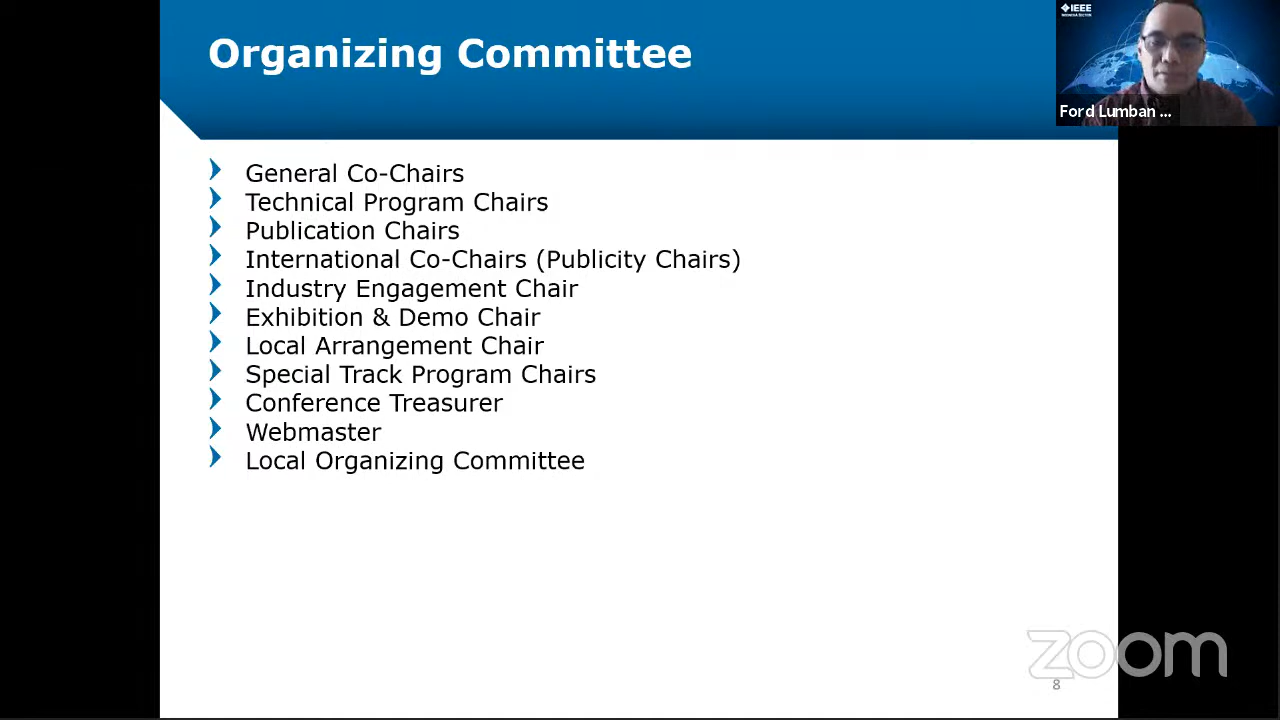 Organizing Committee
IEEE
INDONESIA SECTION
Ford Lumban ...
General Co-Chairs
Technical Program Chairs
Publication Chairs
International Co-Chairs (Publicity Chairs)
Industry Engagement Chair
Exhibition & Demo Chair
Local Arrangement Chair
Special Track Program Chairs
Conference Treasurer
Webmaster
Local Organizing Committee
zoom
8